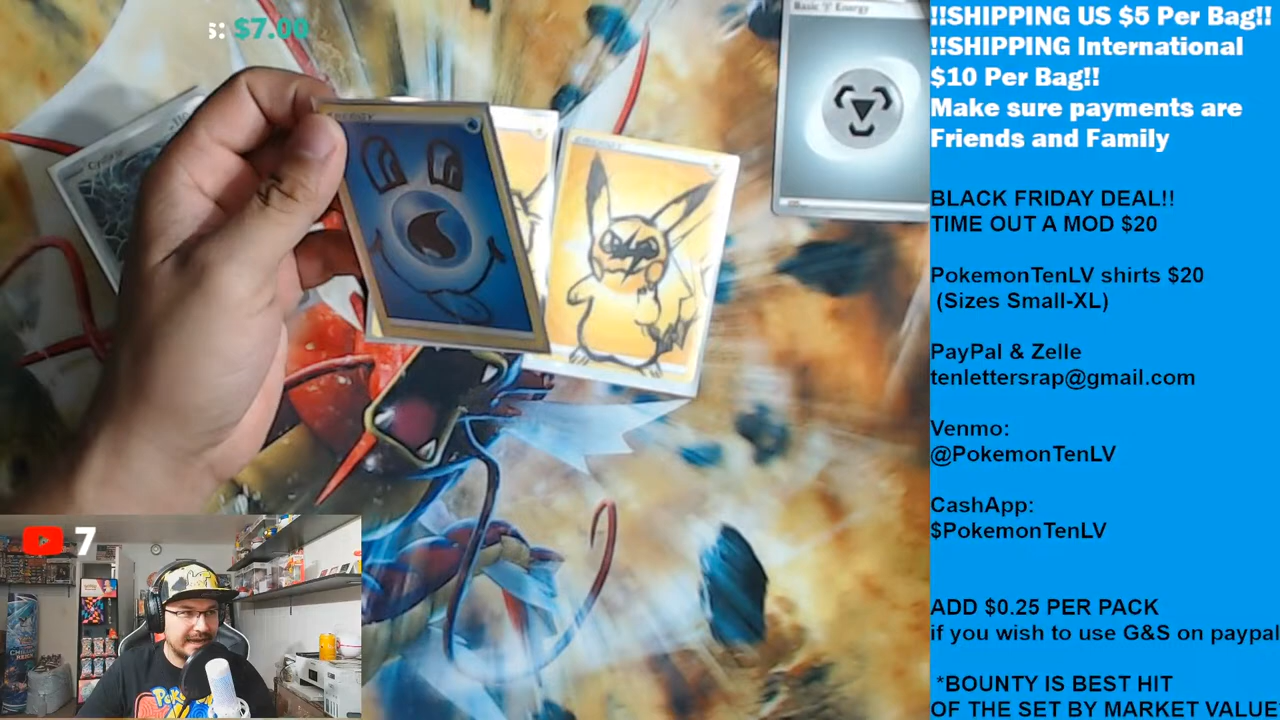 s: $7.00
Basic Energy
ENERGY
7
!!SHIPPING US $5 Per Bag!!
!!SHIPPING International
$10 Per Bag!!
Make sure payments are
Friends and Family
BLACK FRIDAY DEAL!!
TIME OUT A MOD $20
PokemonTenLV shirts $20
(Sizes Small-XL)
PayPal & Zelle
tenlettersrap@gmail.com
Venmo:
@PokemonTenLV
CashApp:
$PokemonTenLV
ADD $0.25 PER PACK
if you wish to use G&S on paypal
*BOUNTY IS BEST HIT
OF THE SET BY MARKET VALUE